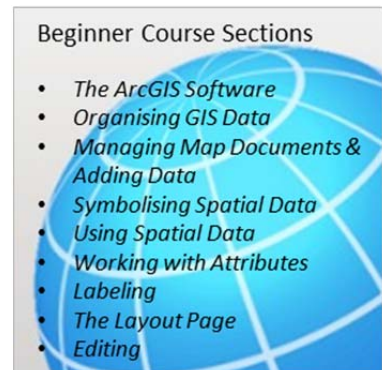 Beginner Course Sections
• The ArcGIS Software
• Organising GIS Data
• Managing Map Documents &
Adding Data
• Symbolising Spatial Data
• Using Spatial Data
• Working with Attributes
• Labeling
• The Layout Page
• Editing